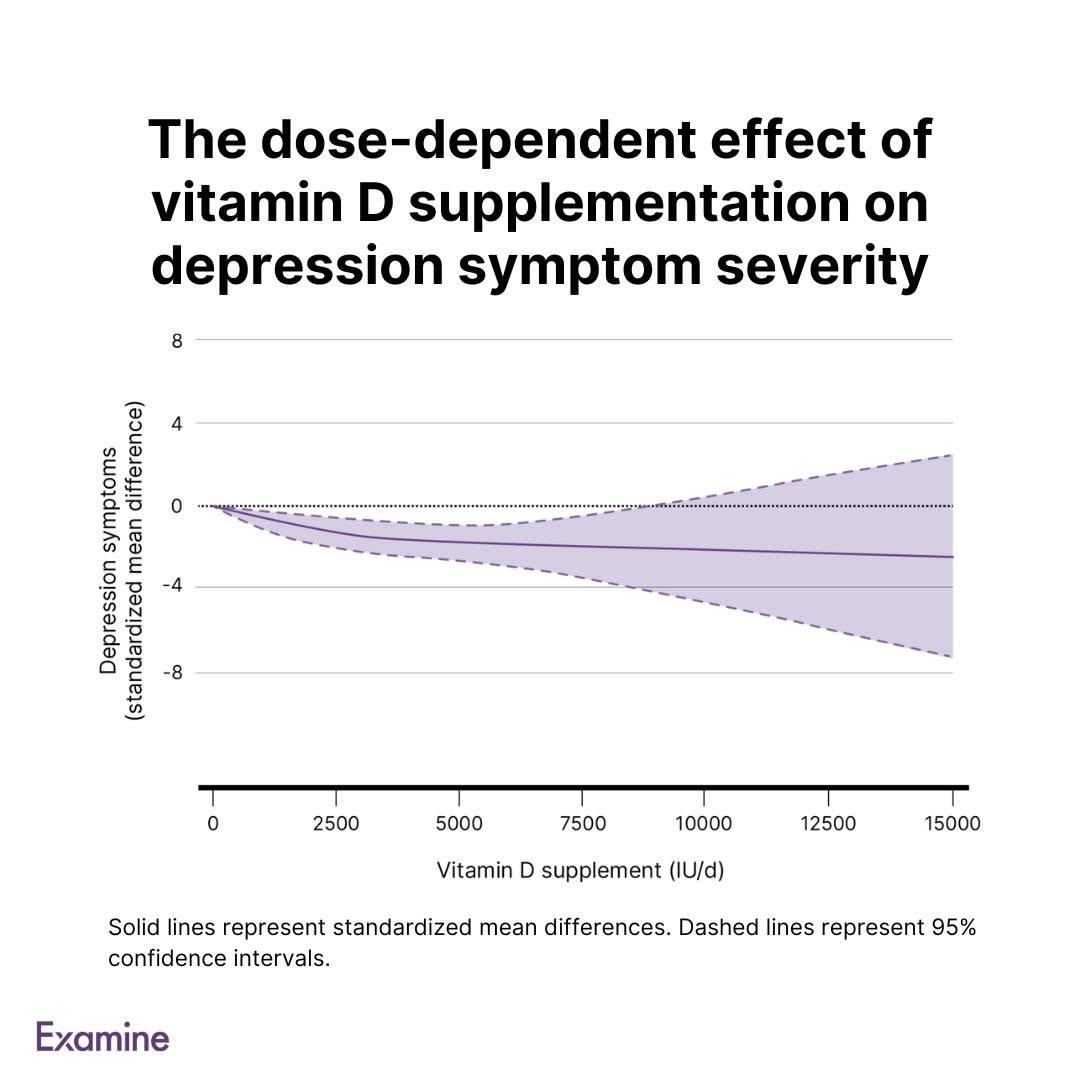 The dose-dependent effect of
vitamin D supplementation on
depression symptom severity
8
4
0
-4
-8
Depression symptoms
(standardized mean difference)
0 2500 5000 7500 10000 12500 15000
Vitamin D supplement (IU/d)
Solid lines represent standardized mean differences. Dashed lines represent 95%
confidence intervals.
Examine